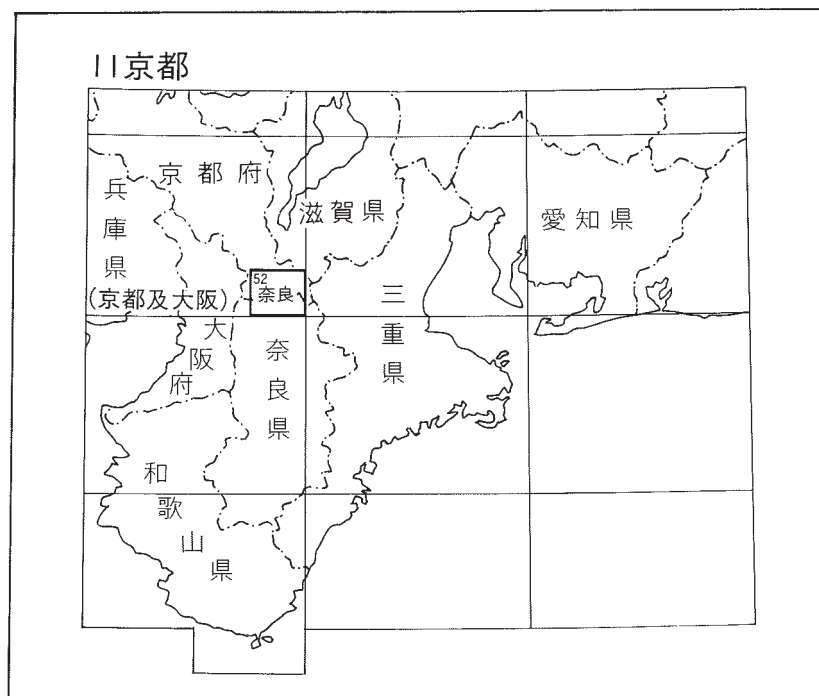 11京都
京都府
兵庫県
滋賀県
愛知県
52
奈良
(京都及大阪)
三重県
大阪府
奈良県
和歌山県